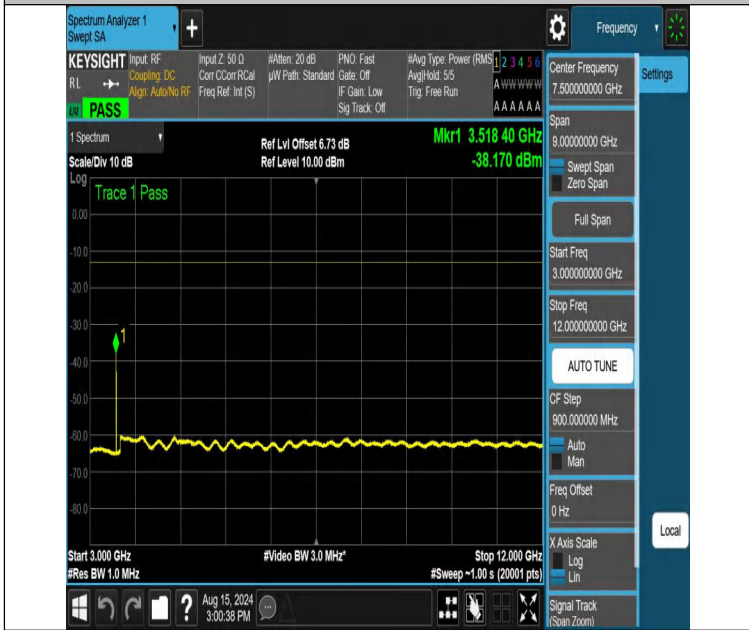 Spectrum Analyzer 1
Swept SA
+
Frequency
KEYSIGHT
RL
PASS
Input: RF
Coupling: DC
Align: Auto/No RF
Input Z: 50 Ω
Corr CCorr RCal
Freq Ref: Int (S)
#Atten: 20 dB
µW Path: Standard
PNO: Fast
Gate: Off
IF Gain: Low
Sig Track: Off
#Avg Type: Power (RMS
Avg|Hold: 5/5
Trig: Free Run
1 2 3 4 5 6
A W W W W W
A A A A A A
1 Spectrum
Scale/Div 10 dB
Ref Lvl Offset 6.73 dB
Ref Level 10.00 dBm
Mkr1 3.518 40 GHz
-38.170 dBm
Log
Trace 1 Pass
0.00
-10.0
-20.0
-30.0
1
-40.0
-50.0
-60.0
-70.0
-80.0
Start 3.000 GHz
#Res BW 1.0 MHz
#Video BW 3.0 MHz*
Stop 12.000 GHz
#Sweep ~1.00 s (20001 pts)
Center Frequency
7.500000000 GHz
Settings
Span
9.00000000 GHz
Swept Span
Zero Span
Full Span
Start Freq
3.000000000 GHz
Stop Freq
12.000000000 GHz
AUTO TUNE
CF Step
900.000000 MHz
Auto
Man
Freq Offset
0 Hz
X Axis Scale
Log
Lin
Local
Signal Track
(Span Zoom)
?
Aug 15, 2024
3:00:38 PM